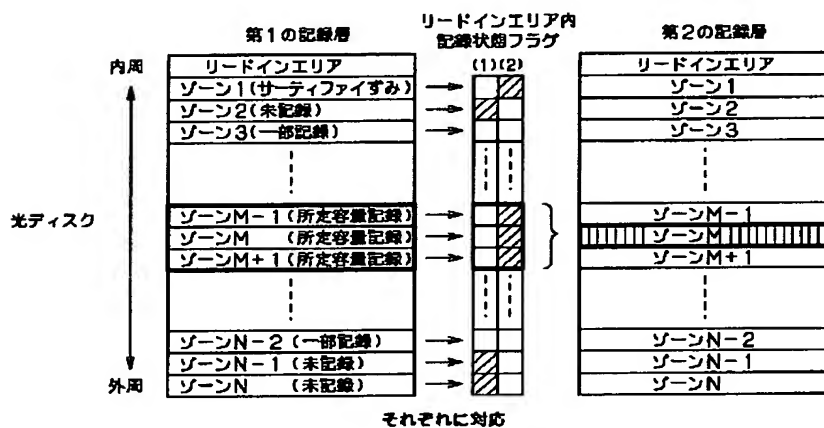 第1の記録層
リードインエリア内
記録状態フラグ
第2の記録層
内周
リードインエリア
(1)(2)
リードインエリア
ゾーン1(サーティファイずみ)
ゾーン1
ゾーン2(未記録)
ゾーン2
ゾーン3(一部記録)
ゾーン3
光ディスク
ゾーンM-1(所定容量記録)
ゾーンM-1
ゾーンM (所定容量記録)
ゾーンM
ゾーンM+1(所定容量記録)
ゾーンM+1
ゾーンN-2(一部記録)
ゾーンN-2
ゾーンN-1(未記録)
ゾーンN-1
外周
ゾーンN (未記録)
ゾーンN
それぞれに対応